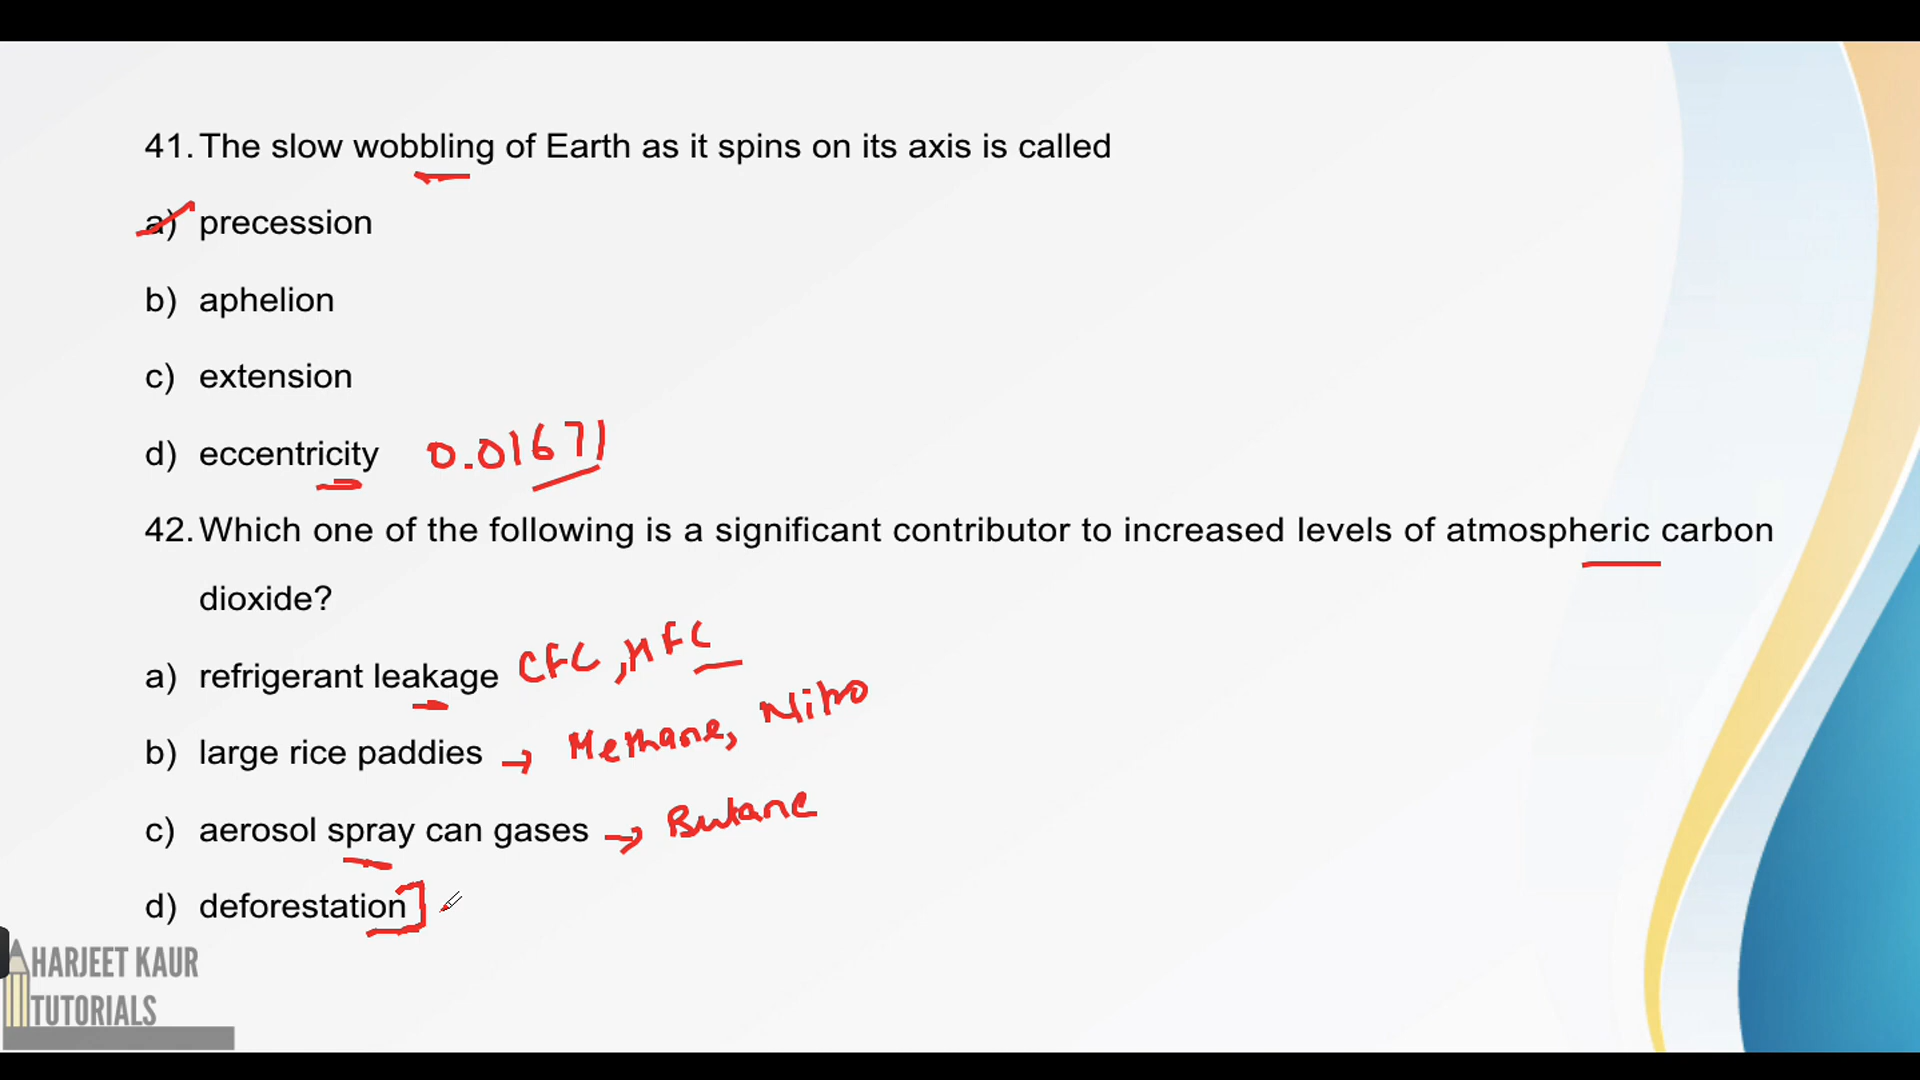 41. The slow wobbling of Earth as it spins on its axis is called
a) precession
b) aphelion
c) extension
d) eccentricity 0.01671
42. Which one of the following is a significant contributor to increased levels of atmospheric carbon
dioxide?
a) refrigerant leakage CFC, HFC
b) large rice paddies → Methane, Nitro
c) aerosol spray can gases → Butane
d) deforestation]
HARJEET KAUR
TUTORIALS